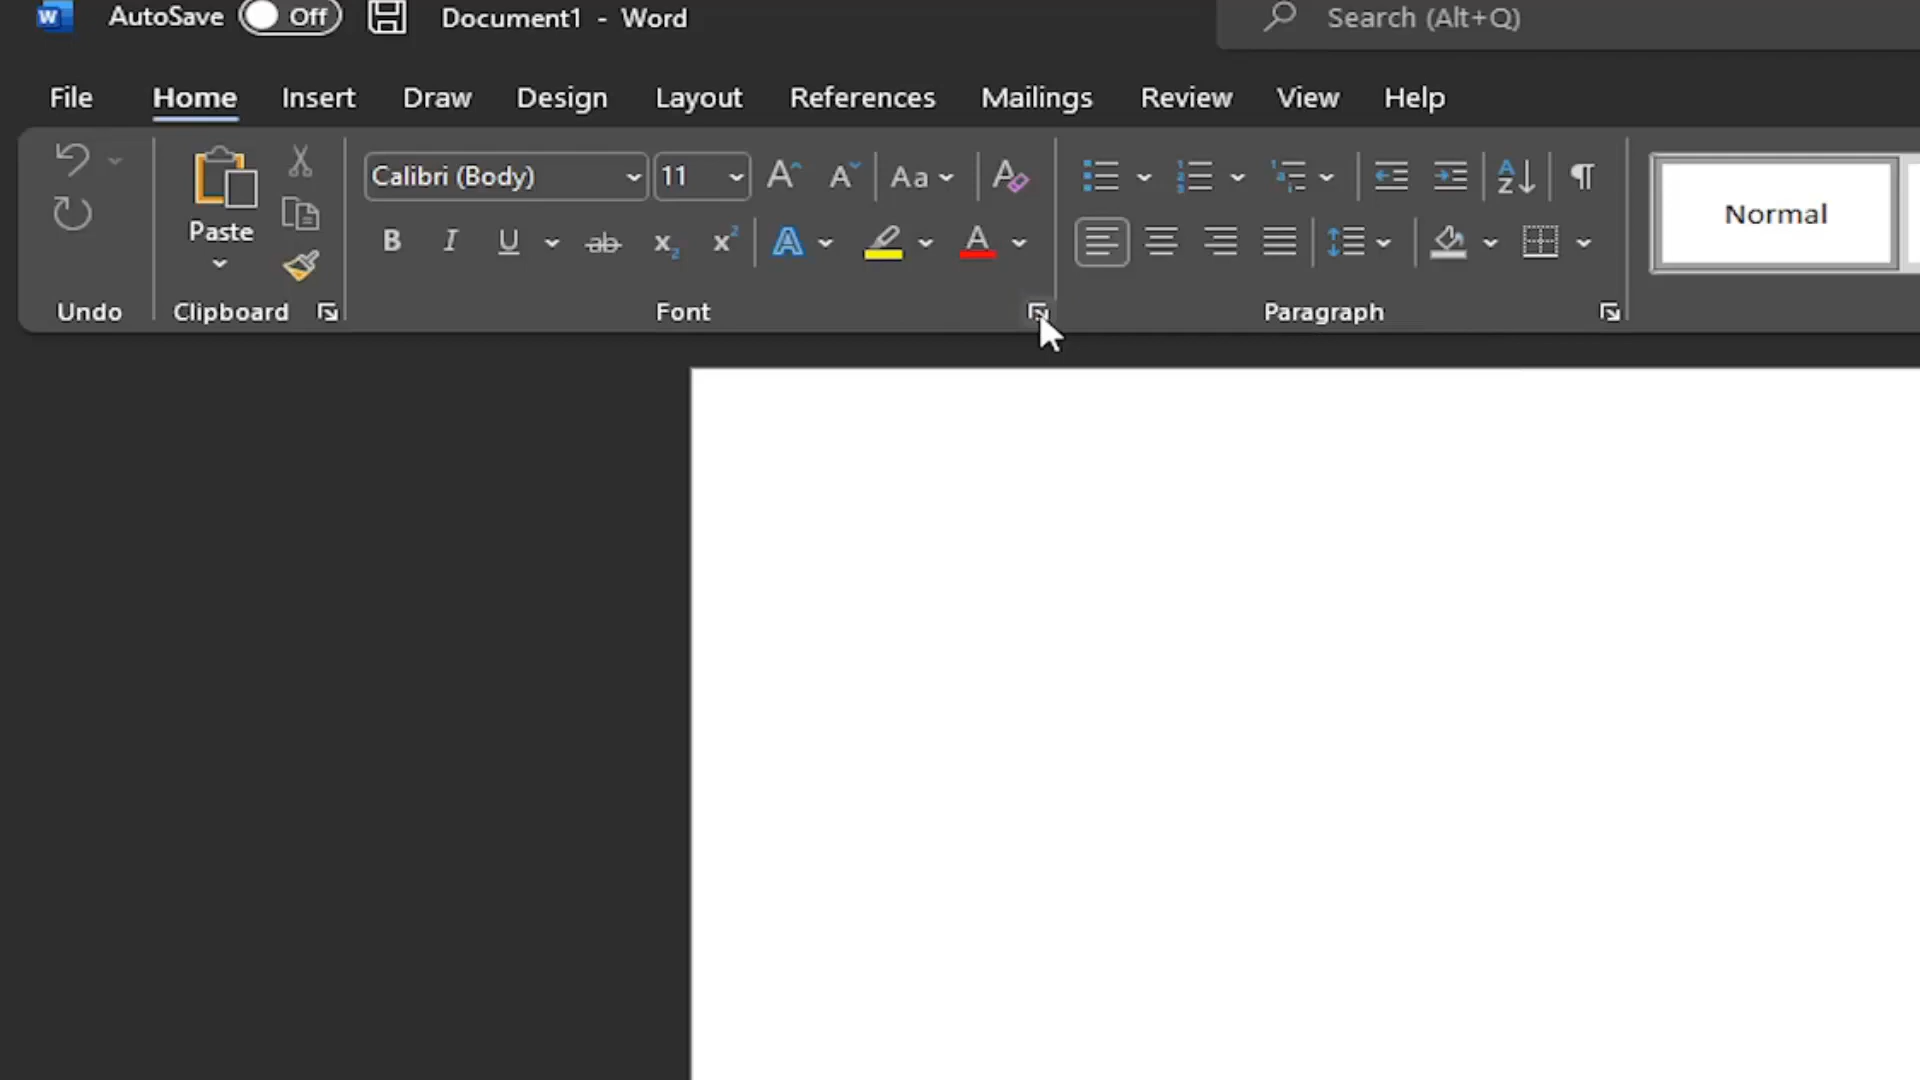 AutoSave Off Document1 - Word Search (Alt+Q)
File Home Insert Draw Design Layout References Mailings Review View Help
Calibri (Body) 11 Aa
Paste
Normal
Undo Clipboard Font Paragraph